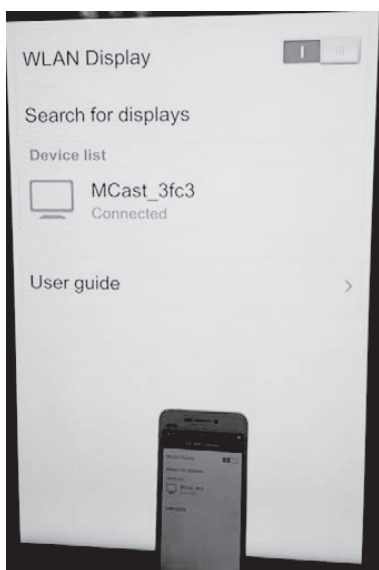 WLAN Display
Search for displays
Device list
MCast_3fc3
Connected
User guide